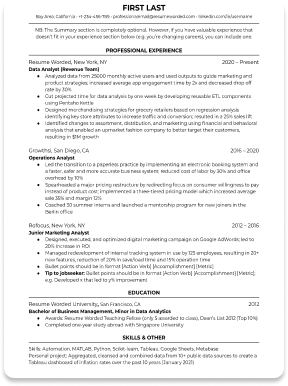 FIRST LAST
Bay Area, California • +1-234-456-789 • professionalemail@resumeworded.com • linkedin.com/in/username
NB: The Summary section is completely optional. However, if you have valuable experience that
doesn't fit in your experience section below (e.g. you're changing careers), you can include one
PROFESSIONAL EXPERIENCE
Resume Worded, New York, NY 2020 – Present
Data Analyst (Revenue Team)
• Analyzed data from 25000 monthly active users and used outputs to guide marketing and
product strategies; increased average app engagement time by 2x and decreased drop off
rate by 30%
• Cut projected time for data analysis by one week by developing reusable ETL components
using Pentaho Kettle
• Designed merchandising strategies for grocery retailers based on regression analysis
identifying key store attributes to increase traffic and conversion; resulted in a 25% sales lift
• Identified changes to assortment, distribution, and marketing using financial and behavioral
analysis that enabled an upmarket fashion company to better target their customers,
resulting in $1M growth
Growthsi, San Diego, CA 2016 – 2020
Operations Analyst
• Led the transition to a paperless practice by implementing an electronic booking system and
a faster, safer and more accurate business system; reduced cost of labor by 30% and office
overhead by 10%
• Spearheaded a major pricing restructure by redirecting focus on consumer willingness to pay
instead of product cost; implemented a three-tiered pricing model which increased average
sale 35% and margin 12%
• Coached 30 summer interns and launched a mentorship program for new joiners in the
Berlin office
Rofocus, New York, NY 2012 – 2016
Junior Marketing Analyst
• Designed, executed, and optimized digital marketing campaign on Google AdWords; led to
20% increase in ROI
• Managed redevelopment of internal tracking system in use by 125 employees, resulting in 20+
new features, reduction of 20% in save/load time and 15% operation time
• Bullet points should be in format [Action Verb] [Accomplishment] [Metric]
• Tip to jobseeker: Bullet points should be in format [Action Verb] [Accomplishment] [Metric];
e.g. Developed x that led to y% improvement
EDUCATION
Resume Worded University, San Francisco, CA 2012
Bachelor of Business Management, Minor in Data Analytics
• Awards: Resume Worded Teaching Fellow (only 5 awarded to class), Dean's List 2012 (Top 10%)
• Completed one-year study abroad with Singapore University
SKILLS & OTHER
Skills: Automation, MATLAB, Python, Scikit-learn, Tableau, Google Sheets, Metabase
Personal project: Aggregated, cleansed and combined data from 10+ public data sources to create a
Tableau dashboard of inflation rates over the past 10 years (January 2021)